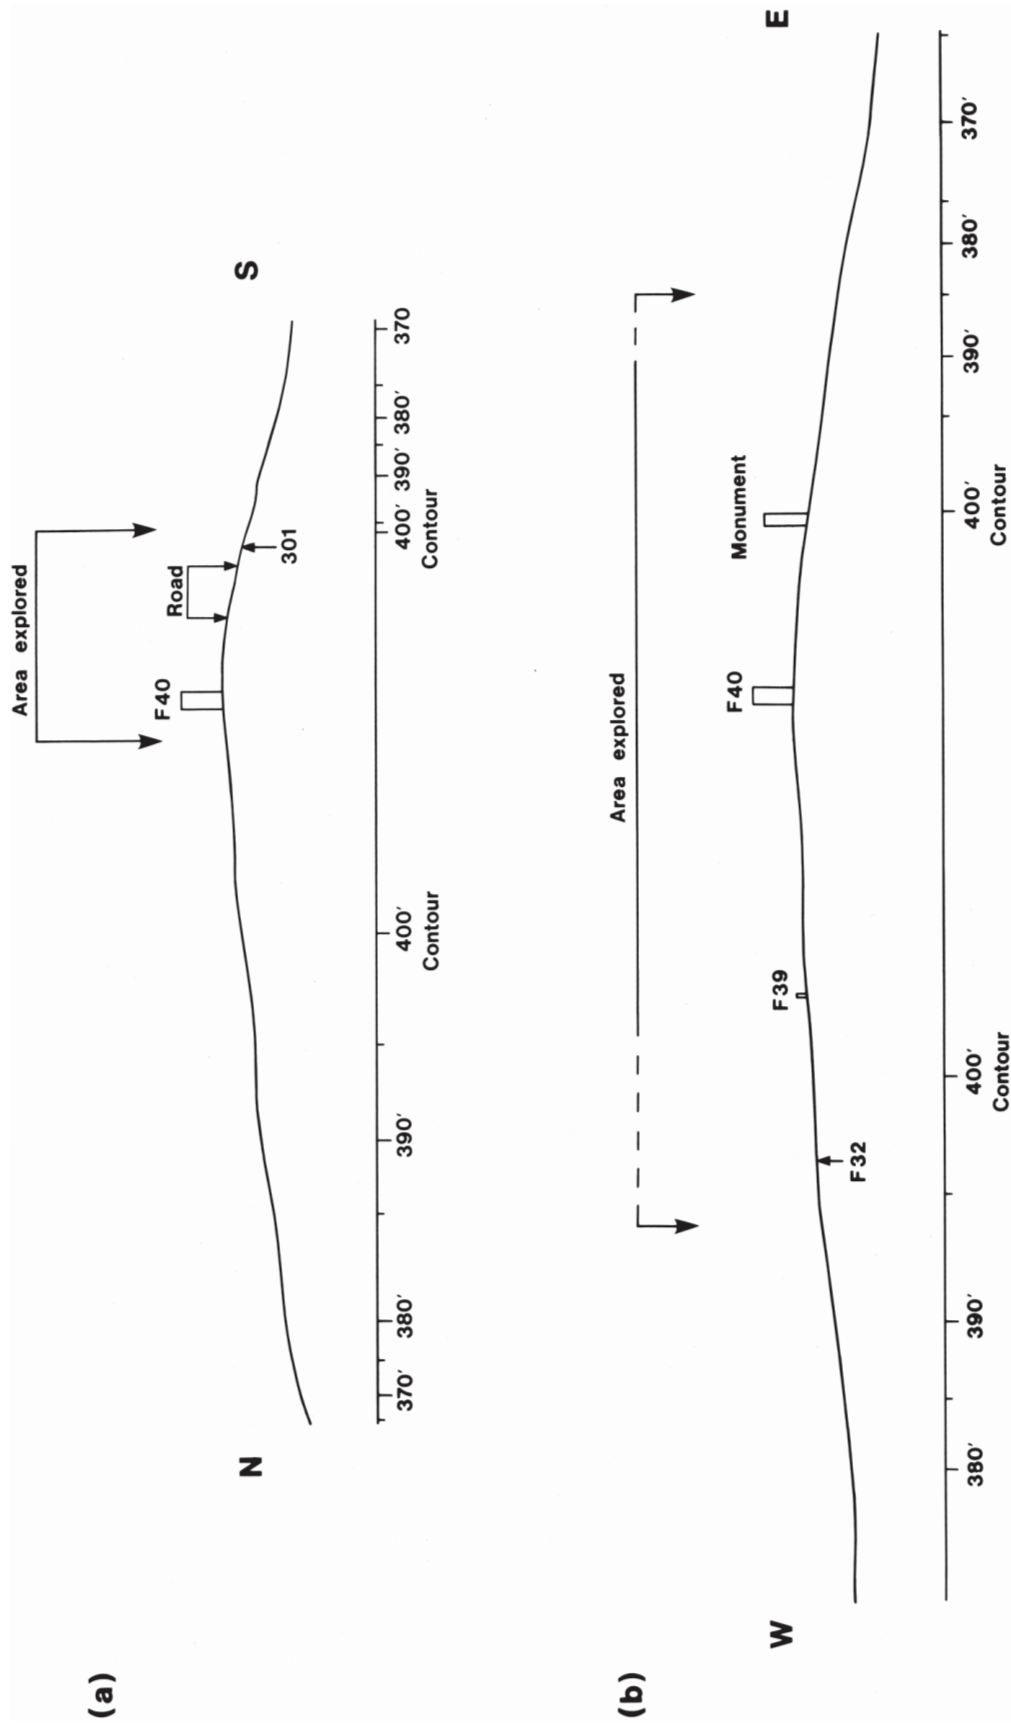 (a)
N
S
Area explored
F40
Road
301
370′
380′
390′
400′
Contour
400′
Contour
390′
380′
370
(b)
W
E
Area explored
F32
F39
F40
Monument
380′
390′
400′
Contour
400′
Contour
390′
380′
370′